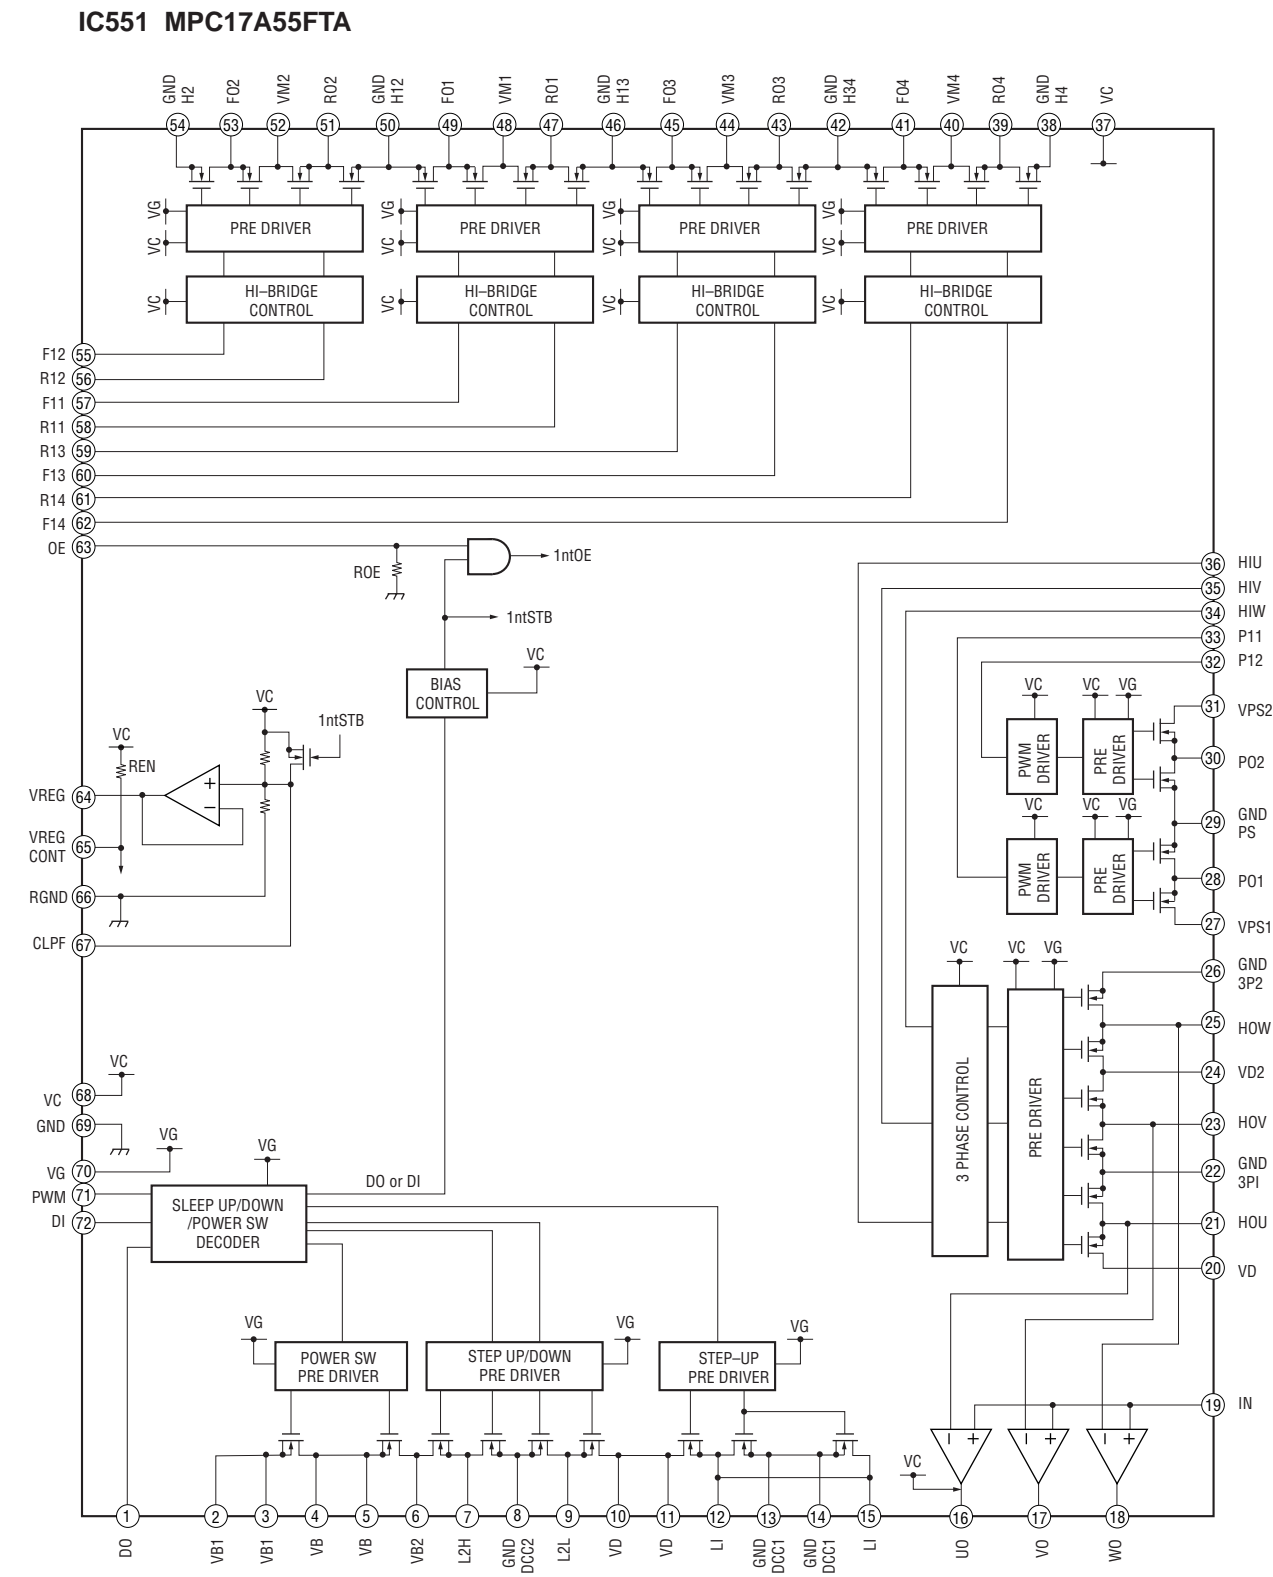 IC551 MPC17A55FTA
GND H2
FO2
VM2
RO2
GND H12
FO1
VM1
RO1
GND H13
FO3
VM3
RO3
GND H34
FO4
VM4
RO4
GND H4
VC
54 53 52 51 50 49 48 47 46 45 44 43 42 41 40 39 38 37
VG VG VG VG
PRE DRIVER PRE DRIVER PRE DRIVER PRE DRIVER
VC VC VC VC
HI–BRIDGE HI–BRIDGE HI–BRIDGE HI–BRIDGE
CONTROL CONTROL CONTROL CONTROL
VC VC VC VC
F12 55
R12 56
F11 57
R11 58
R13 59
F13 60
R14 61
F14 62
OE 63
ROE
1ntOE
1ntSTB
VC
BIAS
CONTROL
VC
1ntSTB
VC
REN
+
–
VREG 64
VREG
CONT 65
RGND 66
CLPF 67
36 HIU
35 HIV
34 HIW
33 P11
32 P12
VC VC VG
31 VPS2
PWM DRIVER
PRE DRIVER
30 PO2
VC VC VG
29 GND
PS
PWM DRIVER
PRE DRIVER
28 PO1
27 VPS1
VC VC VG
26 GND
3P2
25 HOW
24 VD2
3 PHASE CONTROL
PRE DRIVER
23 HOV
22 GND
3PI
21 HOU
20 VD
VC
VC 68
GND 69
VG
VG 70
PWM 71
DI 72
VG
DO or DI
SLEEP UP/DOWN
/POWER SW
DECODER
VG
POWER SW
PRE DRIVER
STEP UP/DOWN
PRE DRIVER
VG
STEP–UP
PRE DRIVER
VG
19 IN
– + – + – +
VC
1 2 3 4 5 6 7 8 9 10 11 12 13 14 15 16 17 18
DO
VB1
VB1
VB
VB
VB2
L2H
GND DCC2
L2L
VD
VD
LI
GND DCC1
GND DCC1
LI
UO
VO
WO